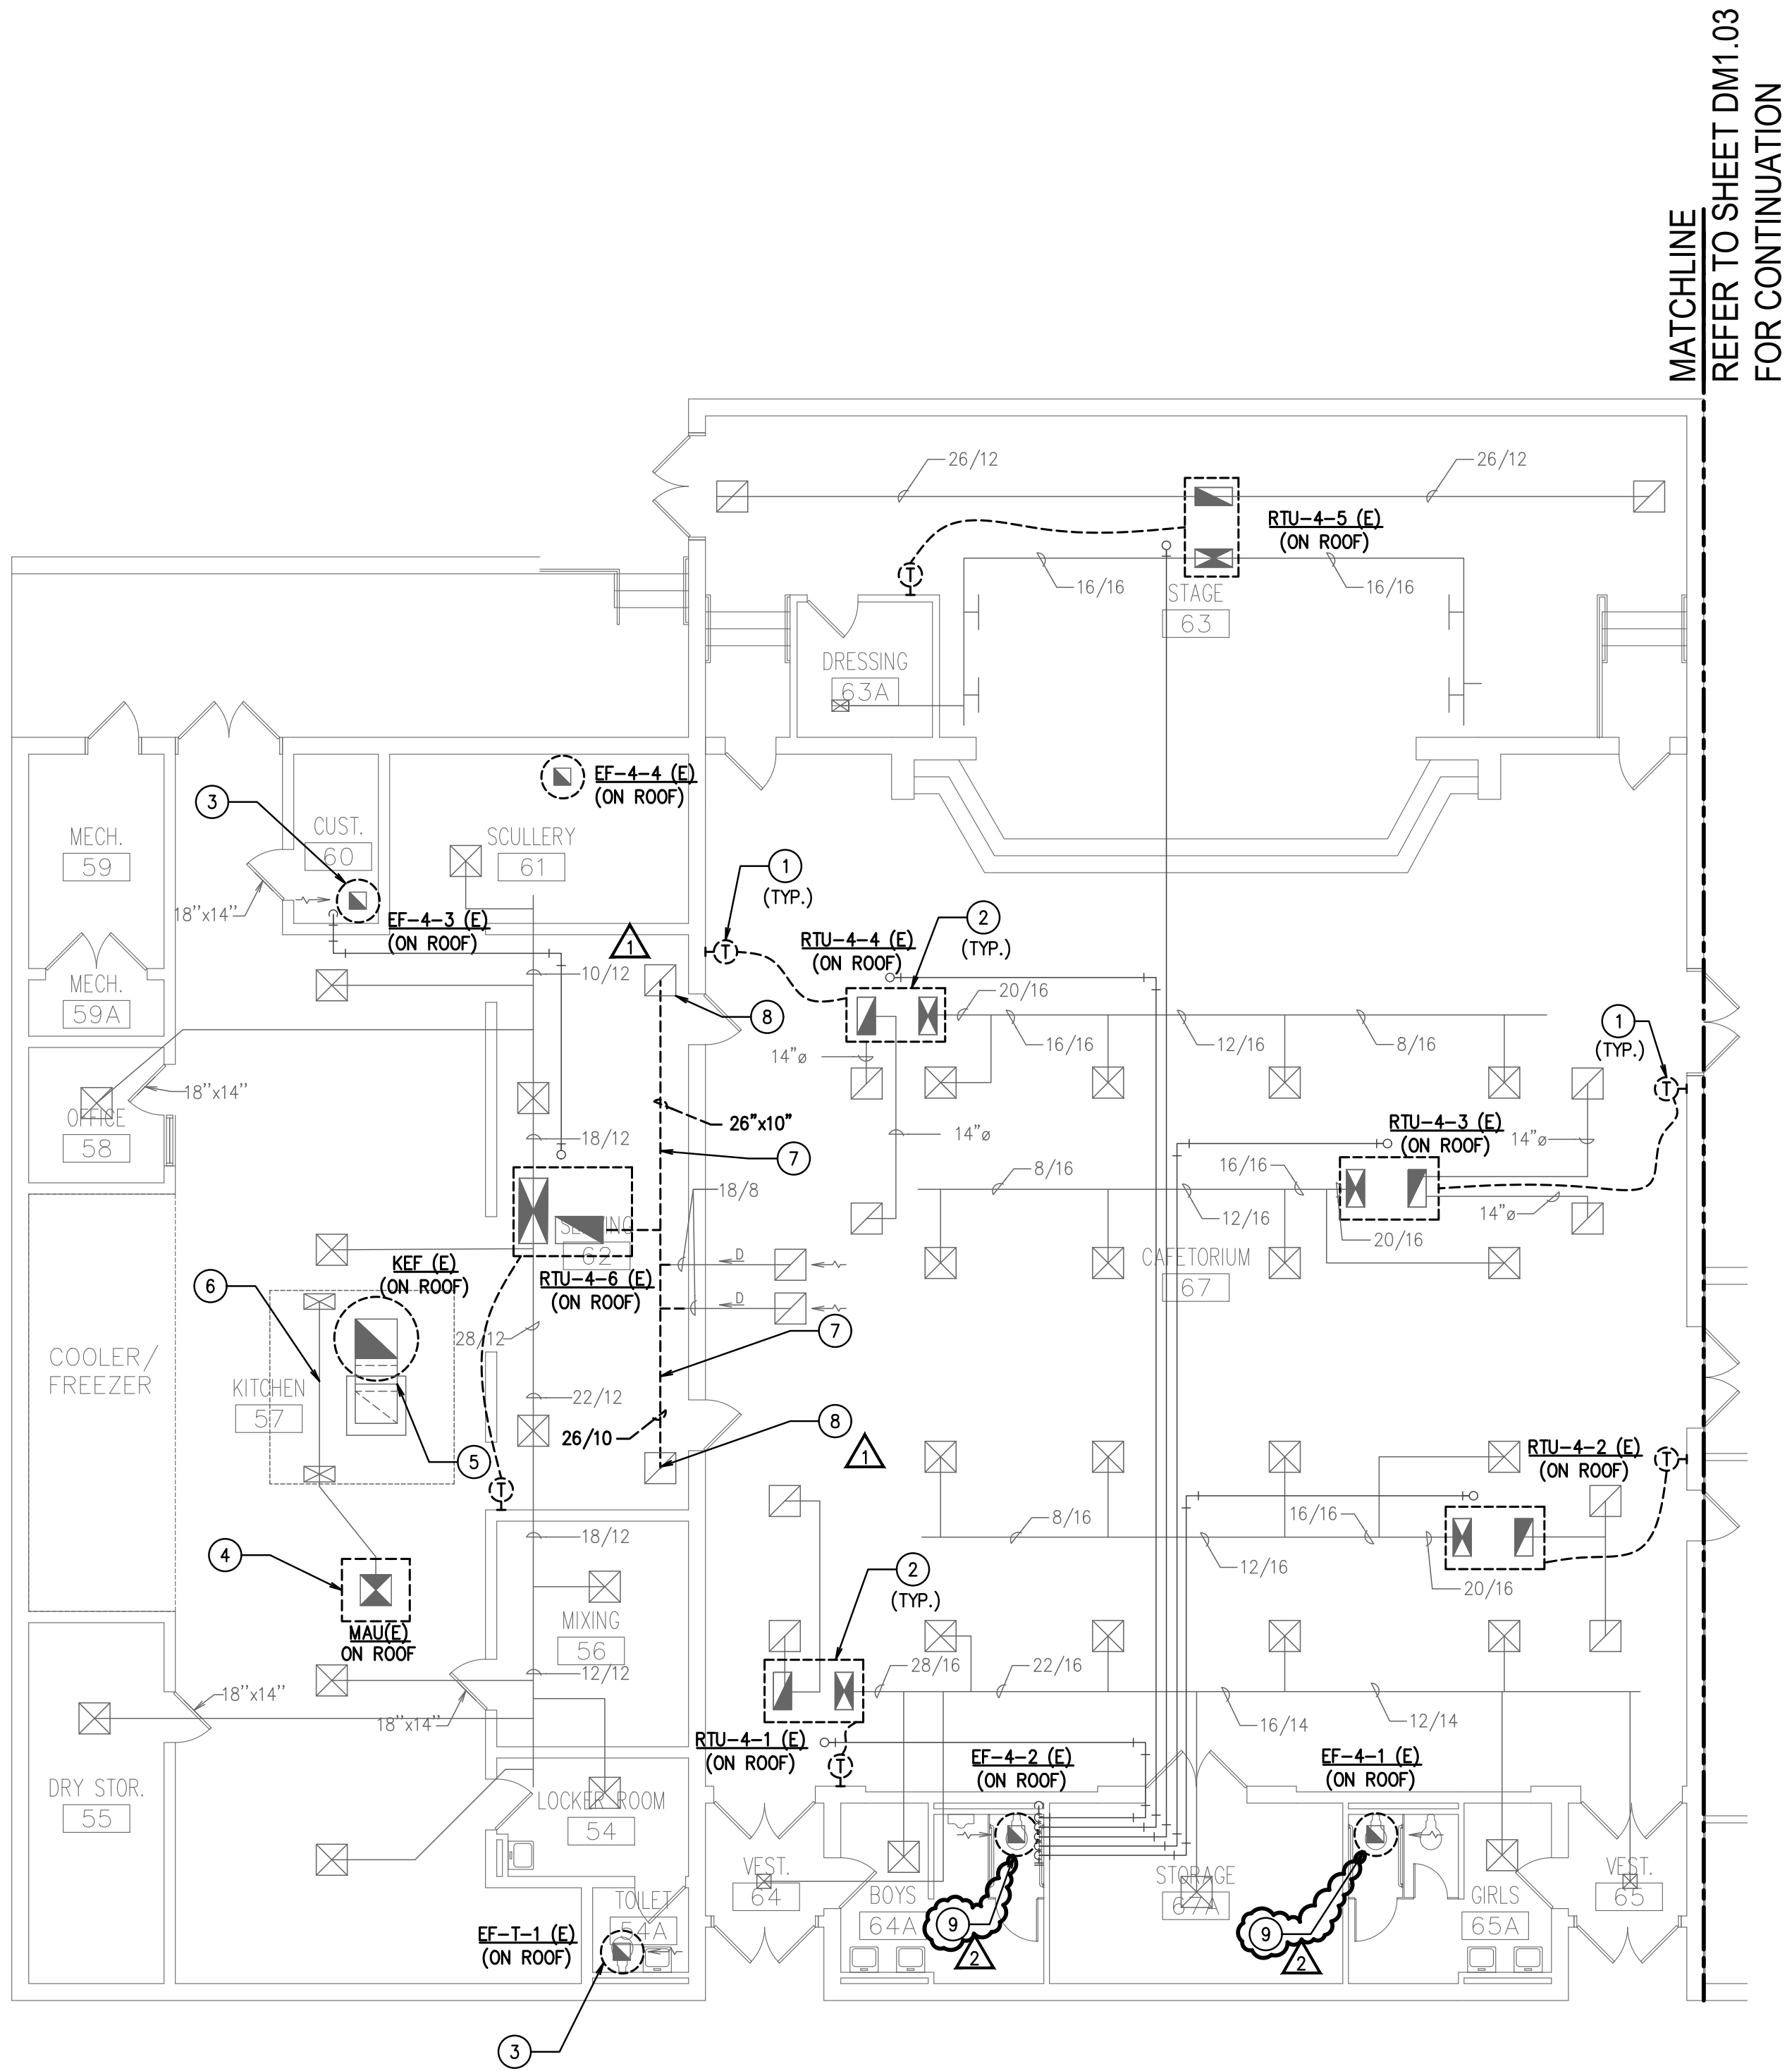 MATCHLINE
REFER TO SHEET DM1.03
FOR CONTINUATION
26/12
26/12
RTU-4-5 (E)
(ON ROOF)
T
16/16
16/16
STAGE
63
DRESSING
63A
EF-4-4 (E)
(ON ROOF)
3
MECH.
59
CUST.
60
SCULLERY
61
1
(TYP.)
18"x14"
EF-4-3 (E)
(ON ROOF)
1
T
RTU-4-4 (E)
(ON ROOF)
2
(TYP.)
MECH.
59A
10/12
8
20/16
16/16
12/16
8/16
1
(TYP.)
14"ø
T
18"x14"
OFFICE
58
18/12
26"x10"
7
14"ø
RTU-4-3 (E)
(ON ROOF)
14"ø
8/16
16/16
12/16
14"ø
20/16
18/8
62
CAFETORIUM
67
D
D
KEF (E)
(ON ROOF)
RTU-4-6 (E)
(ON ROOF)
6
28/12
7
COOLER/
FREEZER
KITCHEN
57
22/12
26/10
8
1
5
T
RTU-4-2 (E)
(ON ROOF)
T
18/12
8/16
16/16
12/16
20/16
4
2
(TYP.)
MAU(E)
ON ROOF
MIXING
56
12/12
18"x14"
18"x14"
28/16
22/16
16/14
12/14
RTU-4-1 (E)
(ON ROOF)
T
EF-4-2 (E)
(ON ROOF)
EF-4-1 (E)
(ON ROOF)
DRY STOR.
55
LOCKER ROOM
54
VEST.
64
BOYS
64A
STORAGE
67A
GIRLS
65A
VEST.
65
TOILET
54A
9
2
9
2
EF-T-1 (E)
(ON ROOF)
3